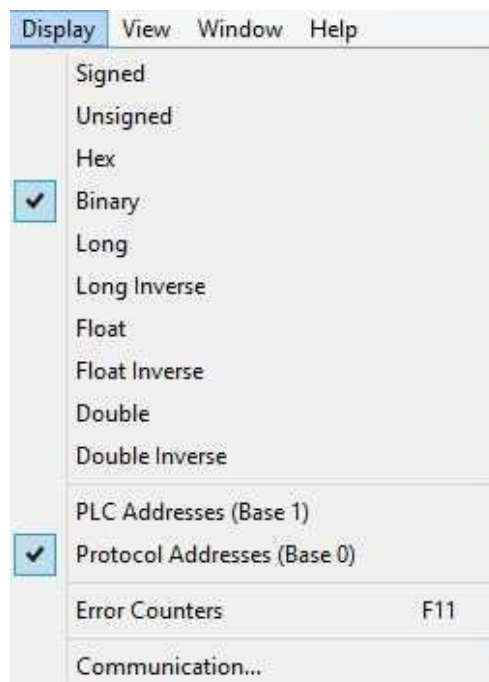 Display View Window Help
Signed
Unsigned
Hex
Binary
Long
Long Inverse
Float
Float Inverse
Double
Double Inverse
PLC Addresses (Base 1)
Protocol Addresses (Base 0)
Error Counters F11
Communication...